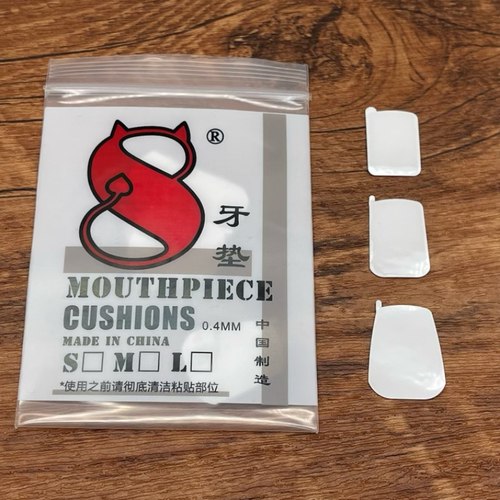 ®
牙垫
MOUTHPIECE
CUSHIONS 0.4MM
MADE IN CHINA
S□ M□ L□
*使用之前请彻底清洁粘贴部位
中国制造